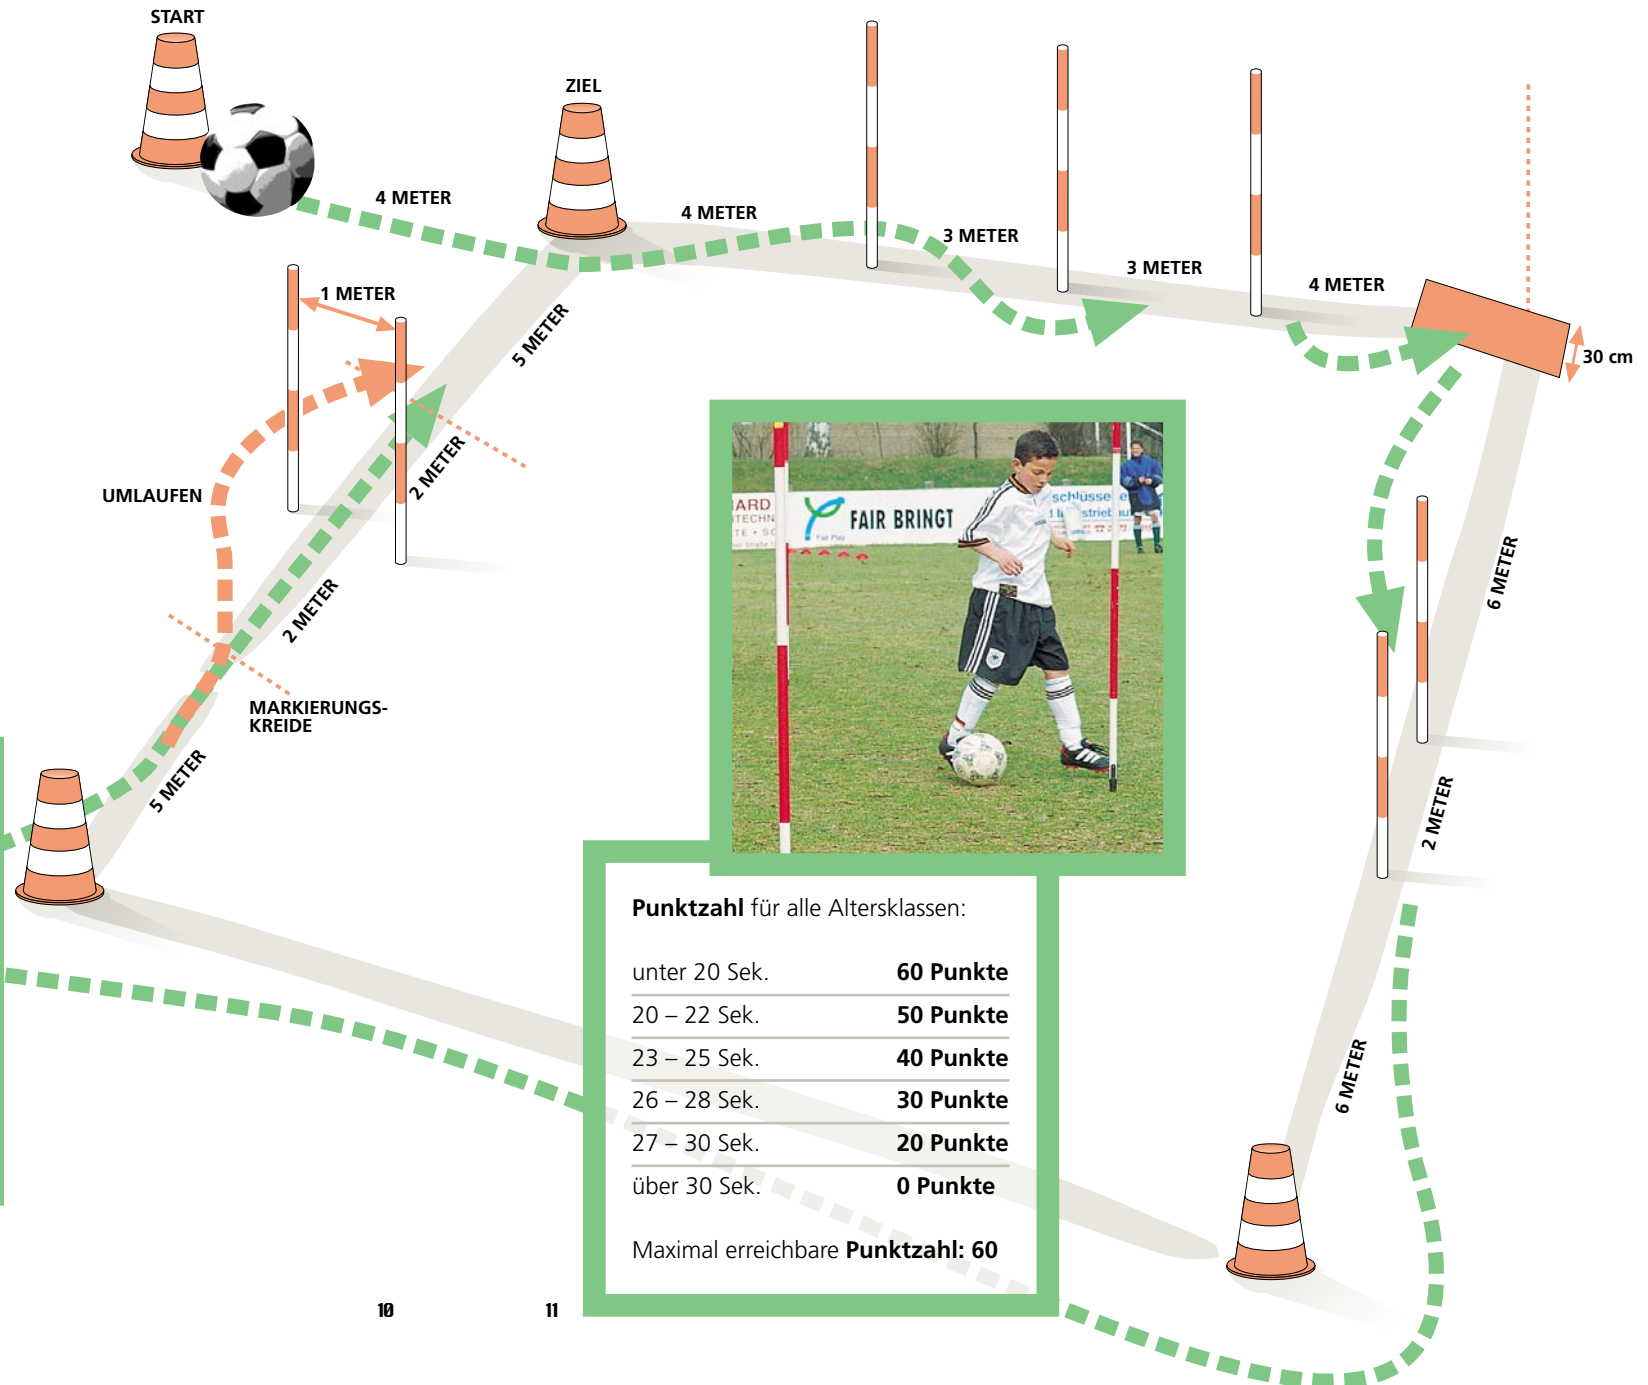 START
ZIEL
4 METER
4 METER
3 METER
3 METER
4 METER
30 cm
1 METER
5 METER
UMLAUFEN
2 METER
2 METER
MARKIERUNGS-
KREIDE
5 METER
FAIR BRINGT
Fair Play
6 METER
2 METER
6 METER
Punktzahl für alle Altersklassen:
unter 20 Sek. 60 Punkte
20 – 22 Sek. 50 Punkte
23 – 25 Sek. 40 Punkte
26 – 28 Sek. 30 Punkte
27 – 30 Sek. 20 Punkte
über 30 Sek. 0 Punkte
Maximal erreichbare Punktzahl: 60
10
11